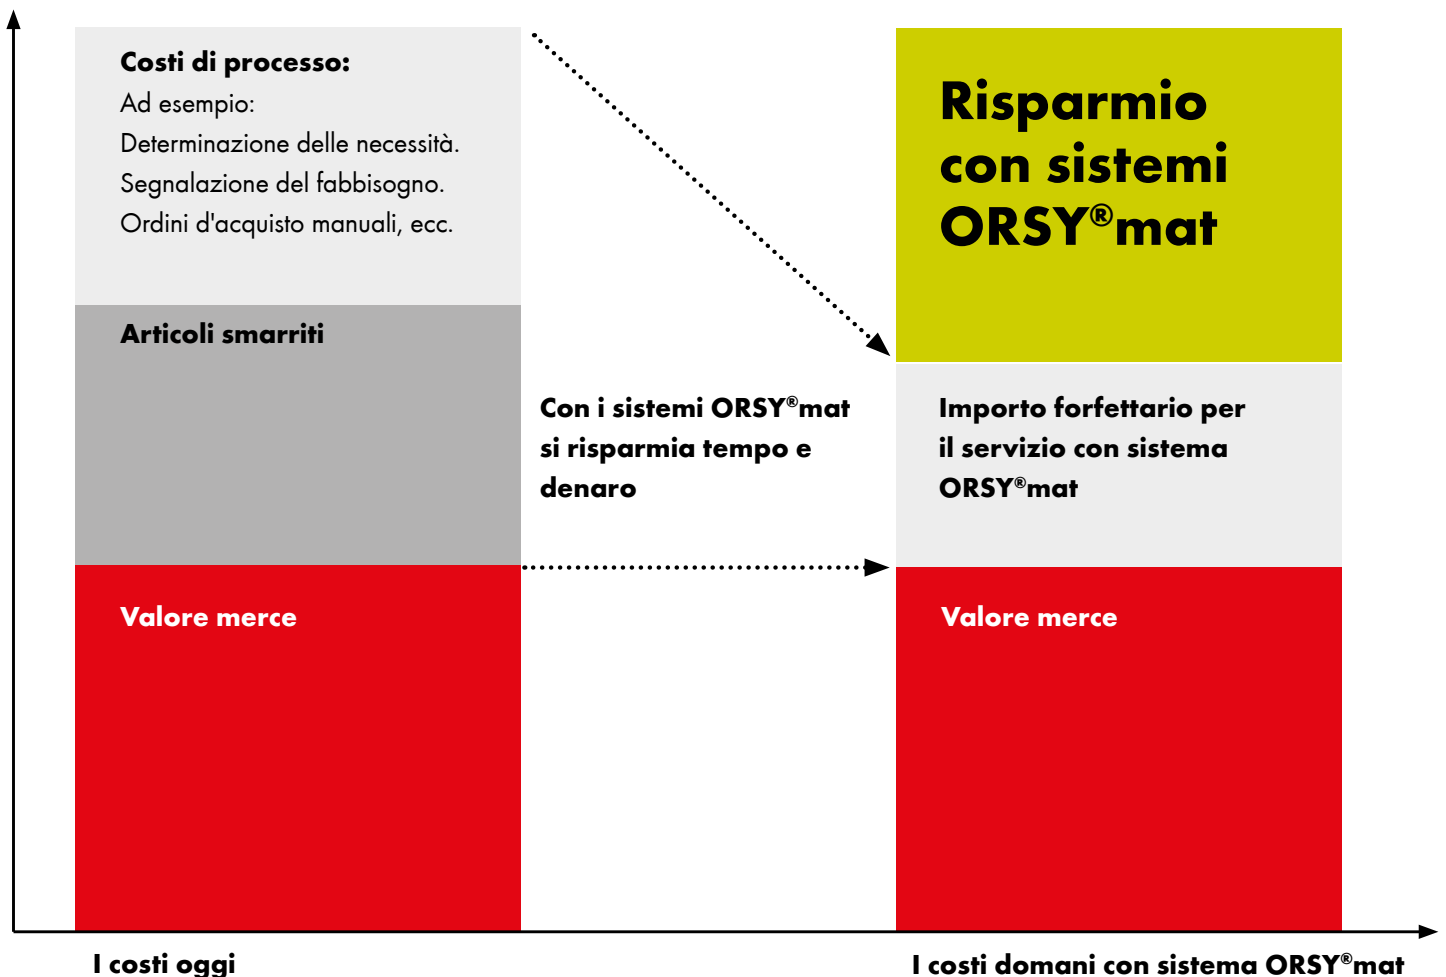 Costi di processo:
Ad esempio:
Determinazione delle necessità.
Segnalazione del fabbisogno.
Ordini d'acquisto manuali, ecc.
Articoli smarriti
Valore merce
Con i sistemi ORSY®mat
si risparmia tempo e
denaro
Risparmio
con sistemi
ORSY®mat
Importo forfettario per
il servizio con sistema
ORSY®mat
Valore merce
I costi oggi
I costi domani con sistema ORSY®mat